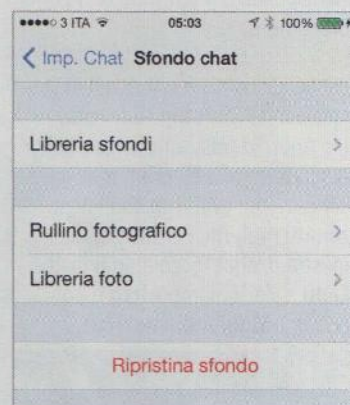 3 ITA 05:03 100%
Imp. Chat Sfondo chat
Libreria sfondi
Rullino fotografico
Libreria foto
Ripristina sfondo